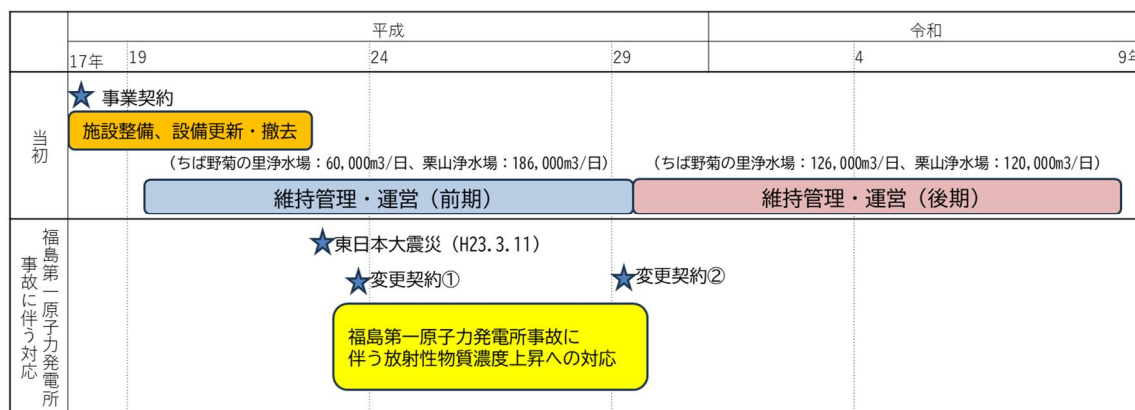 平成
令和
17年
19
24
29
4
9年
当初
事業契約
施設整備、設備更新・撤去
(ちば野菊の里浄水場：60,000m3/日、栗山浄水場：186,000m3/日)
(ちば野菊の里浄水場：126,000m3/日、栗山浄水場：120,000m3/日)
維持管理・運営（前期）
維持管理・運営（後期）
福島第一原子力発電所
事故に伴う対応
東日本大震災（H23.3.11）
変更契約①
変更契約②
福島第一原子力発電所事故に
伴う放射性物質濃度上昇への対応